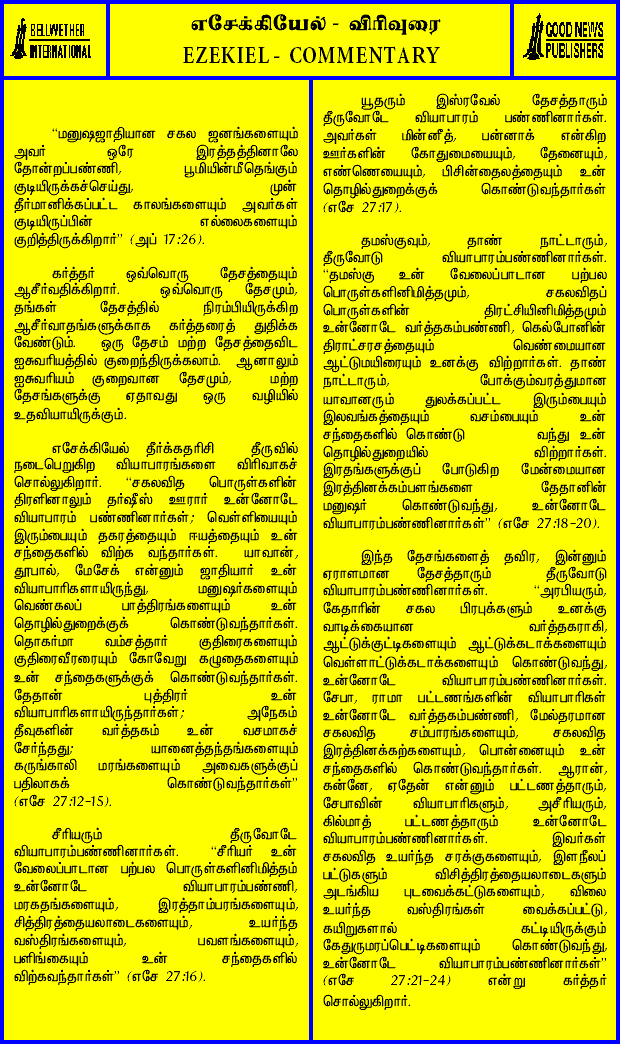 BELLWETHER
INTERNATIONAL
எசேக்கியேல் - விரிவுரை
EZEKIEL - COMMENTARY
GOOD NEWS
PUBLISHERS
“மனுஷஜாதியான சகல ஜனங்களையும்
அவர் ஒரே இரத்தத்தினாலே
தோன்றப்பண்ணி, பூமியின்மீதெங்கும்
குடியிருக்கச்செய்து, முன்
தீர்மானிக்கப்பட்ட காலங்களையும் அவர்கள்
குடியிருப்பின் எல்லைகளையும்
குறித்திருக்கிறார்” (அப் 17:26).
கர்த்தர் ஒவ்வொரு தேசத்தையும்
ஆசீர்வதிக்கிறார். ஒவ்வொரு தேசமும்,
தங்கள் தேசத்தில் நிரம்பியிருக்கிற
ஆசீர்வாதங்களுக்காக கர்த்தரைத் துதிக்க
வேண்டும். ஒரு தேசம் மற்ற தேசத்தைவிட
ஐசுவரியத்தில் குறைந்திருக்கலாம். ஆனாலும்
ஐசுவரியம் குறைவான தேசமும், மற்ற
தேசங்களுக்கு ஏதாவது ஒரு வழியில்
உதவியாயிருக்கும்.
எசேக்கியேல் தீர்க்கதரிசி தீருவில்
நடைபெறுகிற வியாபாரங்களை விரிவாகச்
சொல்லுகிறார். “சகலவித பொருள்களின்
திரளினாலும் தர்ஷீஸ் ஊரார் உன்னோடே
வியாபாரம் பண்ணினார்கள்; வெள்ளியையும்
இரும்பையும் தகரத்தையும் ஈயத்தையும் உன்
சந்தைகளில் விற்க வந்தார்கள். யாவான்,
தூபால், மேசேக் என்னும் ஜாதியார் உன்
வியாபாரிகளாயிருந்து, மனுஷர்களையும்
வெண்கலப் பாத்திரங்களையும் உன்
தொழில்துறைக்குக் கொண்டுவந்தார்கள்.
தொகர்மா வம்சத்தார் குதிரைகளையும்
குதிரைவீரரையும் கோவேறு கழுதைகளையும்
உன் சந்தைகளுக்குக் கொண்டுவந்தார்கள்.
தேதான் புத்திரர் உன்
வியாபாரிகளாயிருந்தார்கள்; அநேகம்
தீவுகளின் வர்த்தகம் உன் வசமாகச்
சேர்ந்தது; யானைத்தந்தங்களையும்
கருங்காலி மரங்களையும் அவைகளுக்குப்
பதிலாகக் கொண்டுவந்தார்கள்”
(எசே 27:12-15).
சீரியரும் தீருவோடே
வியாபாரம்பண்ணினார்கள். “சீரியர் உன்
வேலைப்பாடான பற்பல பொருள்களினிமித்தம்
உன்னோடே வியாபாரம்பண்ணி,
மரகதங்களையும், இரத்தாம்பரங்களையும்,
சித்திரத்தையலாடைகளையும், உயர்ந்த
வஸ்திரங்களையும், பவளங்களையும்,
பளிங்கையும் உன் சந்தைகளில்
விற்கவந்தார்கள்” (எசே 27:16).
யூதரும் இஸ்ரவேல் தேசத்தாரும்
தீருவோடே வியாபாரம் பண்ணினார்கள்.
அவர்கள் மின்னீத், பன்னாக் என்கிற
ஊர்களின் கோதுமையையும், தேனையும்,
எண்ணெயையும், பிசின்தைலத்தையும் உன்
தொழில்துறைக்குக் கொண்டுவந்தார்கள்
(எசே 27:17).
தமஸ்குவும், தாண் நாட்டாரும்,
தீருவோடு வியாபாரம்பண்ணினார்கள்.
“தமஸ்கு உன் வேலைப்பாடான பற்பல
பொருள்களினிமித்தமும், சகலவிதப்
பொருள்களின் திரட்சியினிமித்தமும்
உன்னோடே வர்த்தகம்பண்ணி, கெல்போனின்
திராட்சரசத்தையும் வெண்மையான
ஆட்டுமயிரையும் உனக்கு விற்றார்கள். தாண்
நாட்டாரும், போக்கும்வரத்துமான
யாவானரும் துலக்கப்பட்ட இரும்பையும்
இலவங்கத்தையும் வசம்பையும் உன்
சந்தைகளில் கொண்டு வந்து உன்
தொழில்துறையில் விற்றார்கள்.
இரதங்களுக்குப் போடுகிற மேன்மையான
இரத்தினக்கம்பளங்களை தேதானின்
மனுஷர் கொண்டுவந்து, உன்னோடே
வியாபாரம்பண்ணினார்கள்” (எசே 27:18-20).
இந்த தேசங்களைத் தவிர, இன்னும்
ஏராளமான தேசத்தாரும் தீருவோடு
வியாபாரம்பண்ணினார்கள். “அரபியரும்,
கேதாரின் சகல பிரபுக்களும் உனக்கு
வாடிக்கையான வர்த்தகராகி,
ஆட்டுக்குட்டிகளையும் ஆட்டுக்கடாக்களையும்
வெள்ளாட்டுக்கடாக்களையும் கொண்டுவந்து,
உன்னோடே வியாபாரம்பண்ணினார்கள்.
சேபா, ராமா பட்டணங்களின் வியாபாரிகள்
உன்னோடே வர்த்தகம்பண்ணி, மேல்தரமான
சகலவித சம்பாரங்களையும், சகலவித
இரத்தினக்கற்களையும், பொன்னையும் உன்
சந்தைகளில் கொண்டுவந்தார்கள். ஆரான்,
கன்னே, ஏதேன் என்னும் பட்டணத்தாரும்,
சேபாவின் வியாபாரிகளும், அசீரியரும்,
கில்மாத் பட்டணத்தாரும் உன்னோடே
வியாபாரம்பண்ணினார்கள். இவர்கள்
சகலவித உயர்ந்த சரக்குகளையும், இளநீலப்
பட்டுகளும் விசித்திரத்தையலாடைகளும்
அடங்கிய புடவைக்கட்டுகளையும், விலை
உயர்ந்த வஸ்திரங்கள் வைக்கப்பட்டு,
கயிறுகளால் கட்டியிருக்கும்
கேதுருமரப்பெட்டிகளையும் கொண்டுவந்து,
உன்னோடே வியாபாரம்பண்ணினார்கள்”
(எசே 27:21-24) என்று கர்த்தர்
சொல்லுகிறார்.